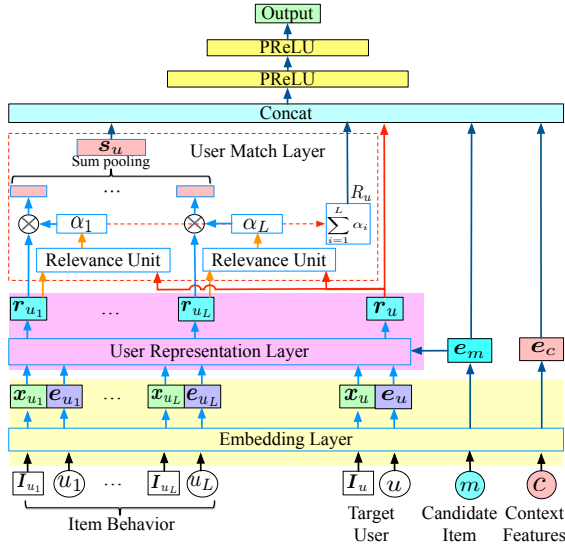 Output
PReLU
PReLU
Concat
s_u
Sum pooling
User Match Layer
...
R_u
α_1
α_L
\sum_{i=1}^{L} α_i
Relevance Unit
Relevance Unit
r_{u_1}
...
r_{u_L}
r_u
User Representation Layer
e_m
e_c
x_{u_1} e_{u_1} ... x_{u_L} e_{u_L} x_u e_u
Embedding Layer
I_{u_1} u_1 ... I_{u_L} u_L I_u u m c
Item Behavior
Target
User
Candidate
Item
Context
Features